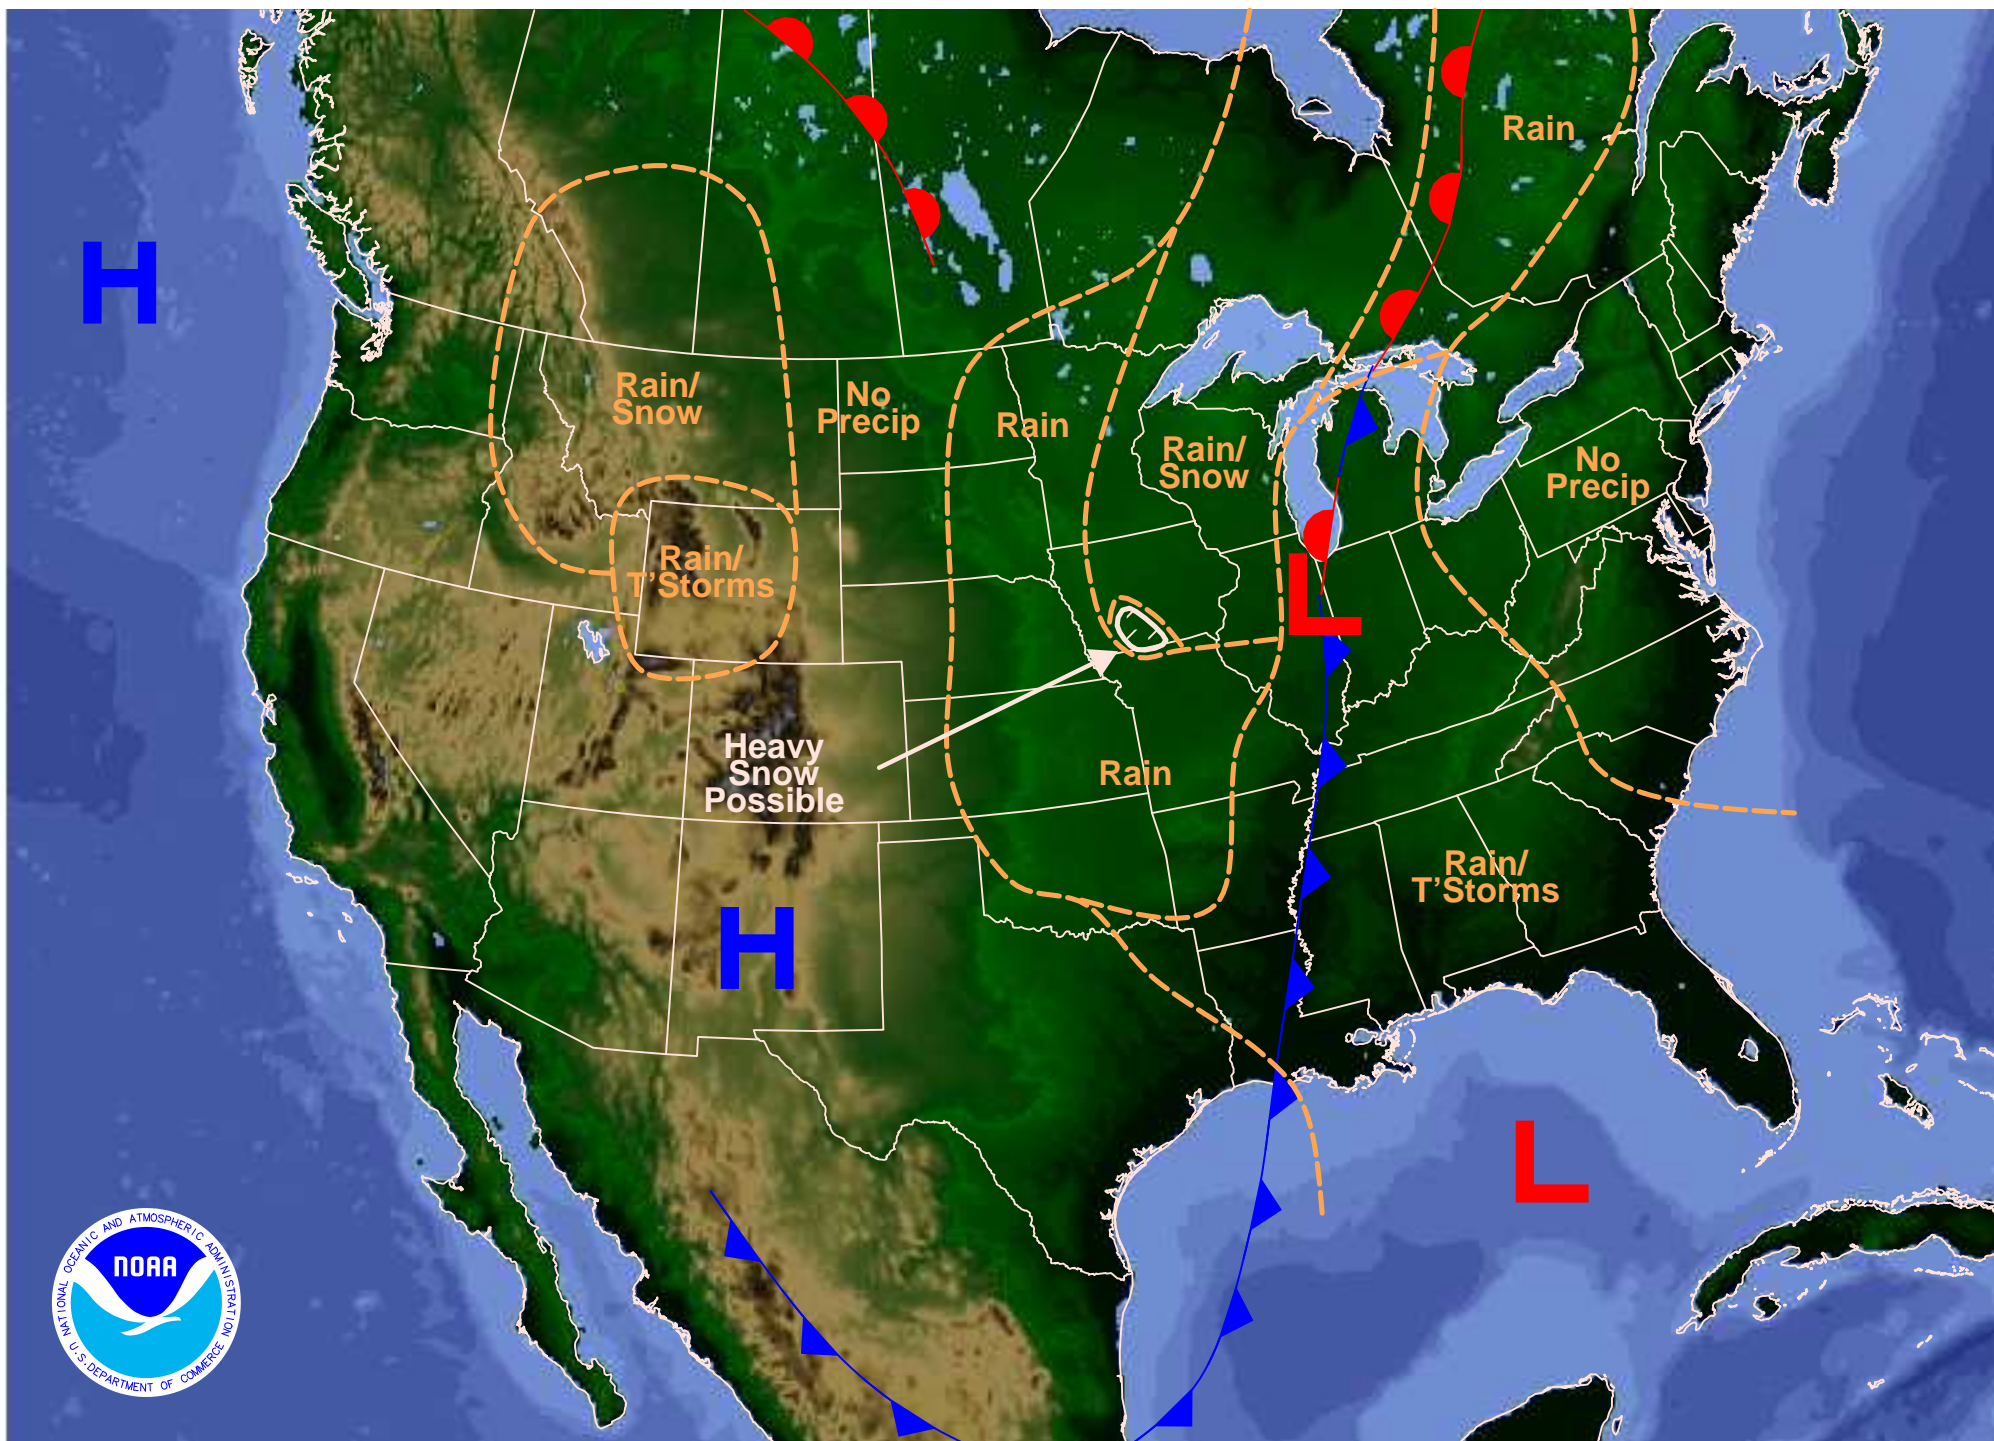 Rain
H
Rain/
Snow
No
Precip
Rain
Rain/
Snow
No
Precip
Rain/
T'Storms
L
Heavy
Snow
Possible
Rain
Rain/
T'Storms
H
L
NATIONAL OCEANIC AND ATMOSPHERIC ADMINISTRATION
NOAA
U.S. DEPARTMENT OF COMMERCE